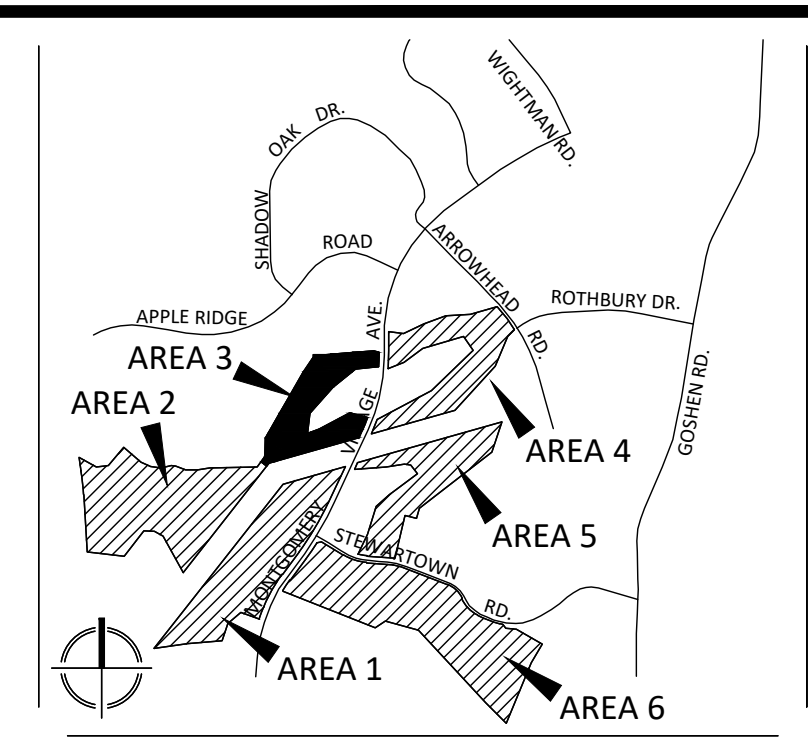 WIGHTMAN RD.
SHADOW OAK DR.
ROAD
ARROWHEAD RD.
ROTHBURY DR.
APPLE RIDGE
AREA 3
AREA 2
GOSHEN RD.
AREA 4
AREA 5
MONTGOMERY AVE.
STEWARTOWN RD.
AREA 1
AREA 6